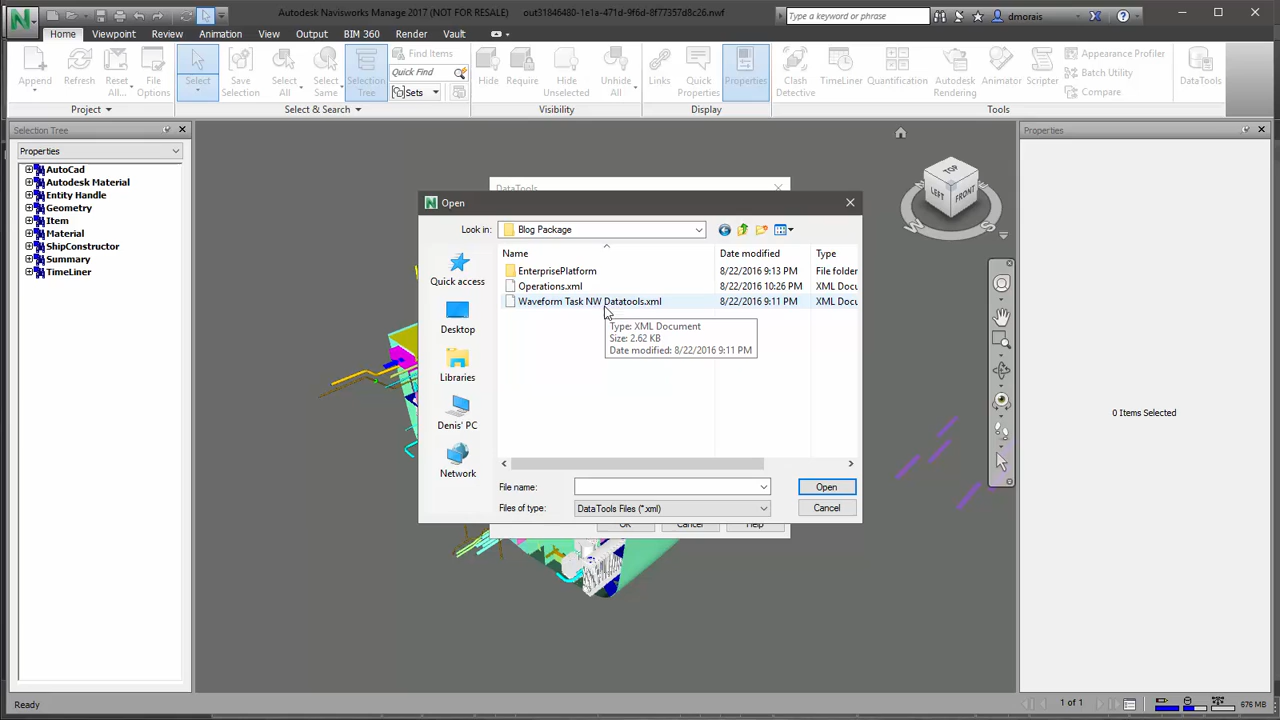 Autodesk Navisworks Manage 2017 (NOT FOR RESALE) out31846480-1e1a-471d-9f6d-8f77357d8c26.nwf
Type a keyword or phrase
dmorais
Home Viewpoint Review Animation View Output BIM 360 Render Vault
Append
Refresh
Reset All...
File Options
Project
Select
Save Selection
Select All
Select Same
Selection Tree
Find Items
Quick Find
Sets
Select & Search
Hide
Require
Hide Unselected
Unhide All
Visibility
Links
Quick Properties
Properties
Display
Clash Detective
TimeLiner
Quantification
Autodesk Rendering
Animator
Scripter
Appearance Profiler
Batch Utility
Compare
Tools
DataTools
Selection Tree
Properties
AutoCad
Autodesk Material
Entity Handle
Geometry
Item
Material
ShipConstructor
Summary
TimeLiner
DataTools
Open
Look in: Blog Package
Name Date modified Type
EnterprisePlatform 8/22/2016 9:13 PM File folder
Operations.xml 8/22/2016 10:26 PM XML Docu
Waveform Task NW Datatools.xml 8/22/2016 9:11 PM XML Docu
Type: XML Document
Size: 2.62 KB
Date modified: 8/22/2016 9:11 PM
Quick access
Desktop
Libraries
Denis' PC
Network
File name:
Open
Files of type: DataTools Files (*.xml)
Cancel
OK Cancel Help
TOP
LEFT
FRONT
W
S
Properties
0 Items Selected
Ready
1 of 1
676 MB